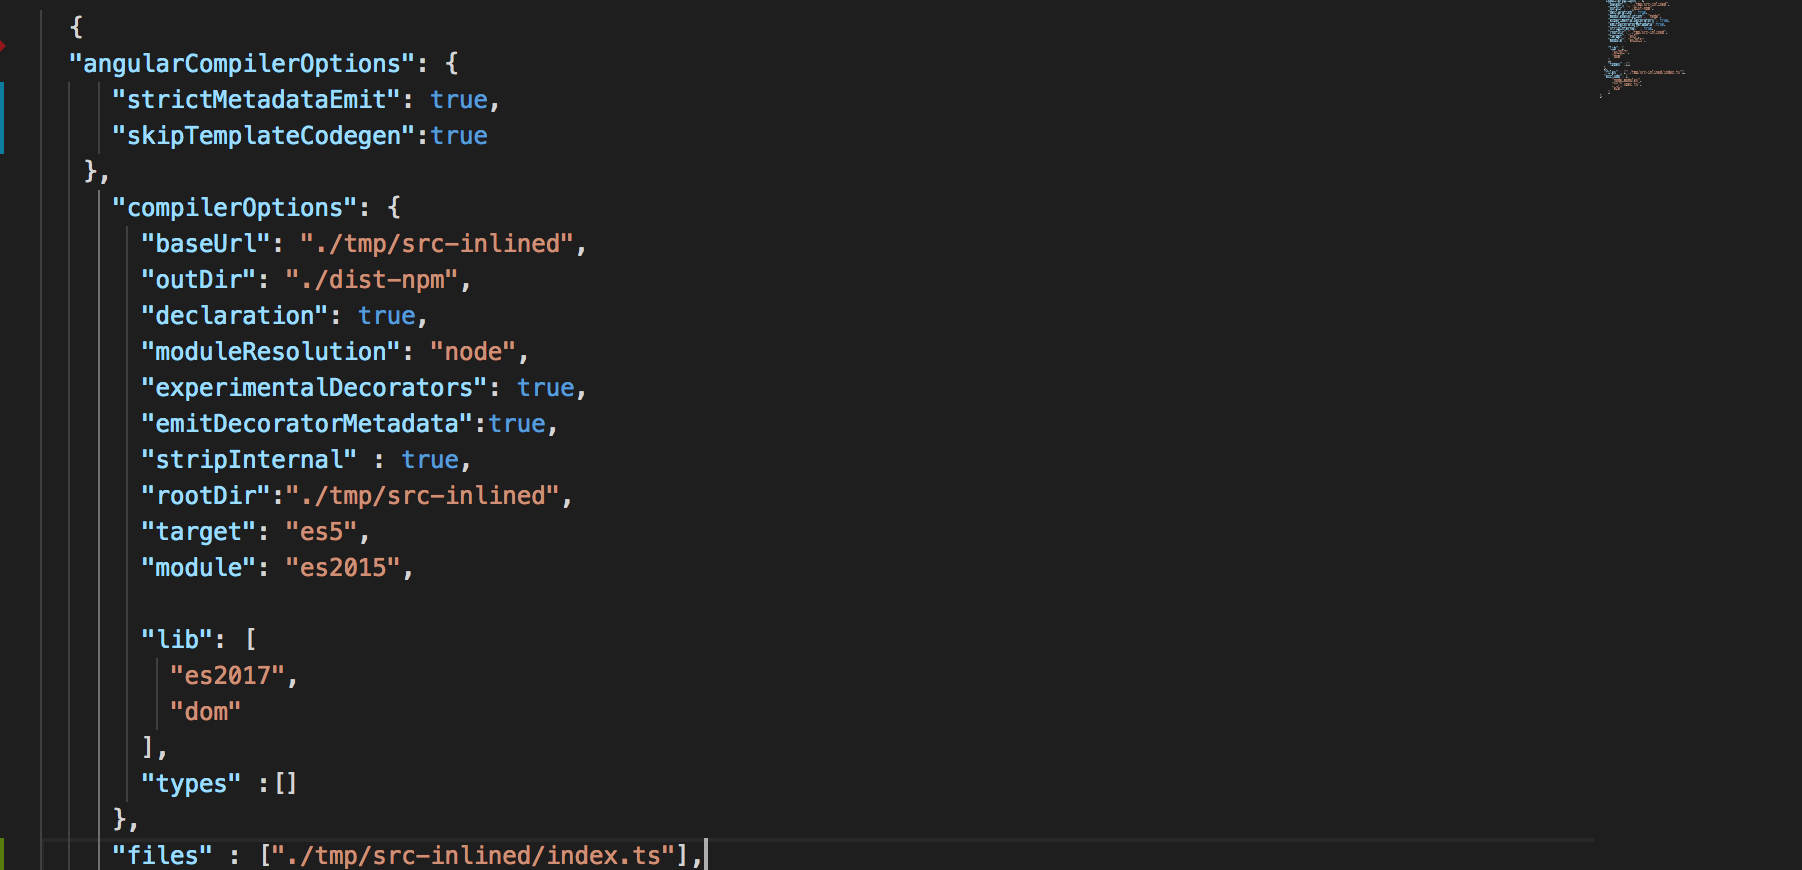 {
"angularCompilerOptions": {
"strictMetadataEmit": true,
"skipTemplateCodegen":true
},
"compilerOptions": {
"baseUrl": "./tmp/src-inlined",
"outDir": "./dist-npm",
"declaration": true,
"moduleResolution": "node",
"experimentalDecorators": true,
"emitDecoratorMetadata":true,
"stripInternal" : true,
"rootDir":"./tmp/src-inlined",
"target": "es5",
"module": "es2015",
"lib": [
"es2017",
"dom"
],
"types" :[]
},
"files" : ["./tmp/src-inlined/index.ts"],